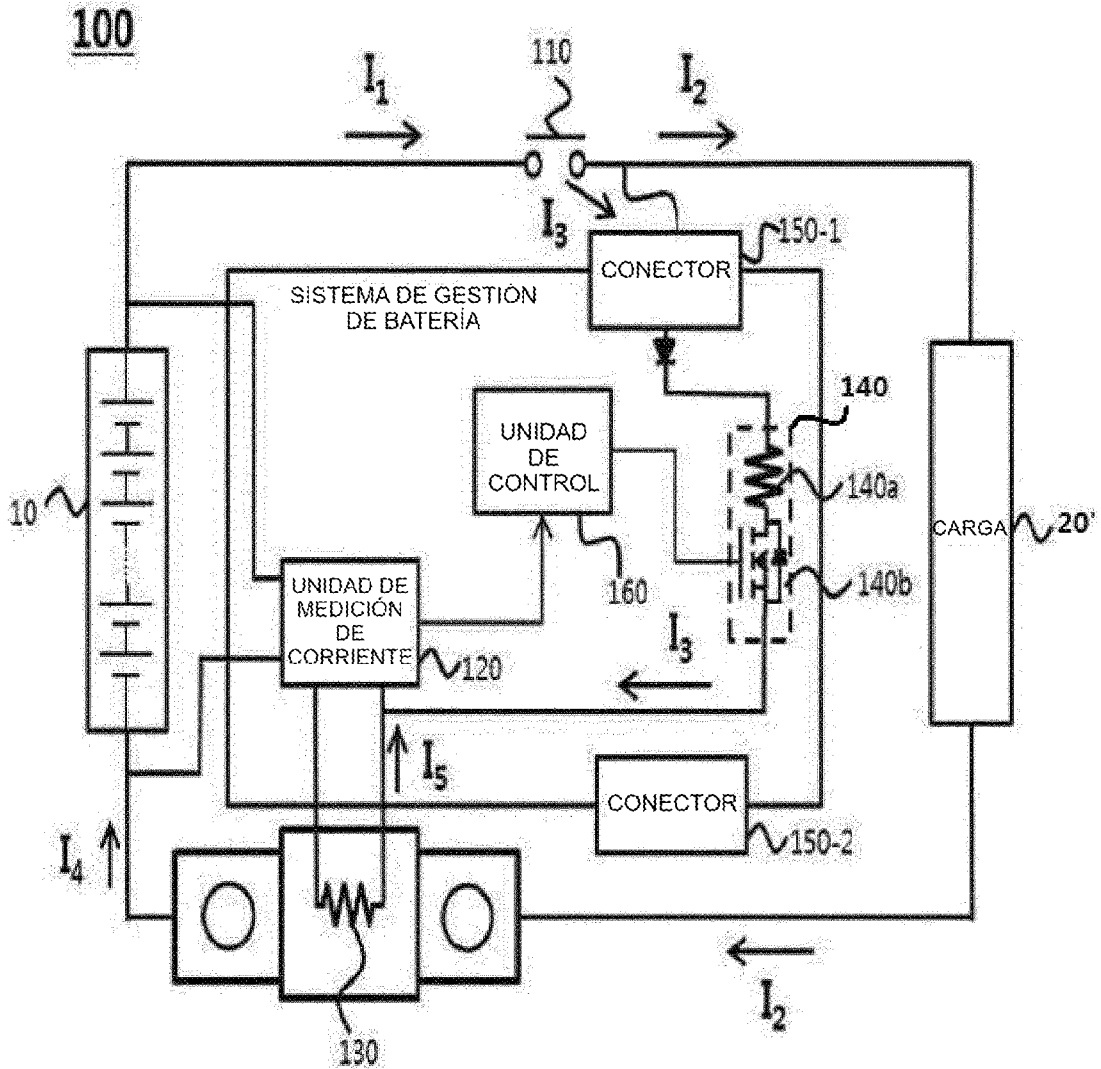 100
I1
110
I2
I3
150-1
CONECTOR
SISTEMA DE GESTIÓN
DE BATERÍA
140
UNIDAD
DE
CONTROL
140a
10
CARGA
20'
160
140b
UNIDAD DE
MEDICIÓN
DE
CORRIENTE
120
I3
I5
CONECTOR
150-2
I4
I2
130